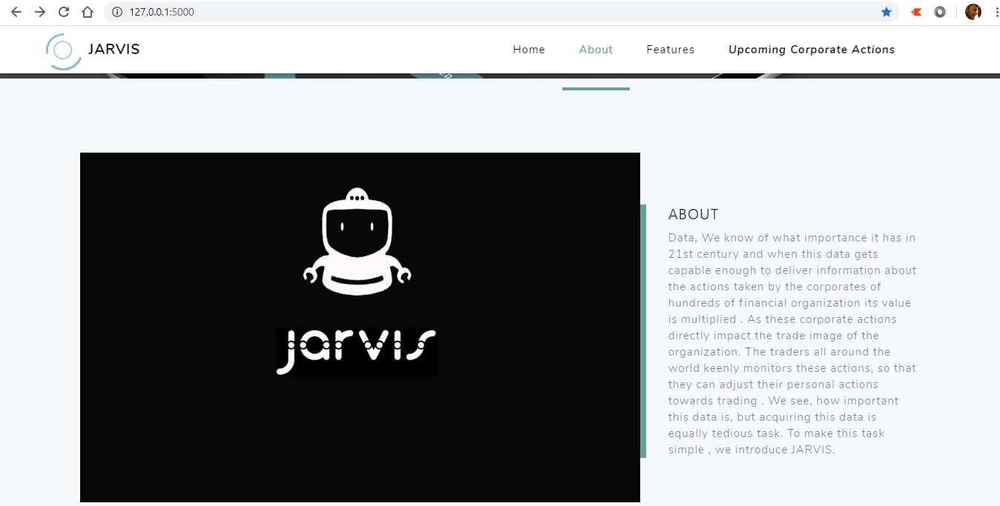 127.0.0.1:5000
JARVIS
Home About Features Upcoming Corporate Actions
jarvis
ABOUT
Data, We know of what importance it has in
21st century and when this data gets
capable enough to deliver information about
the actions taken by the corporates of
hundreds of financial organization its value
is multiplied . As these corporate actions
directly impact the trade image of the
organization. The traders all around the
world keenly monitors these actions, so that
they can adjust their personal actions
towards trading . We see, how important
this data is, but acquiring this data is
equally tedious task. To make this task
simple , we introduce JARVIS.